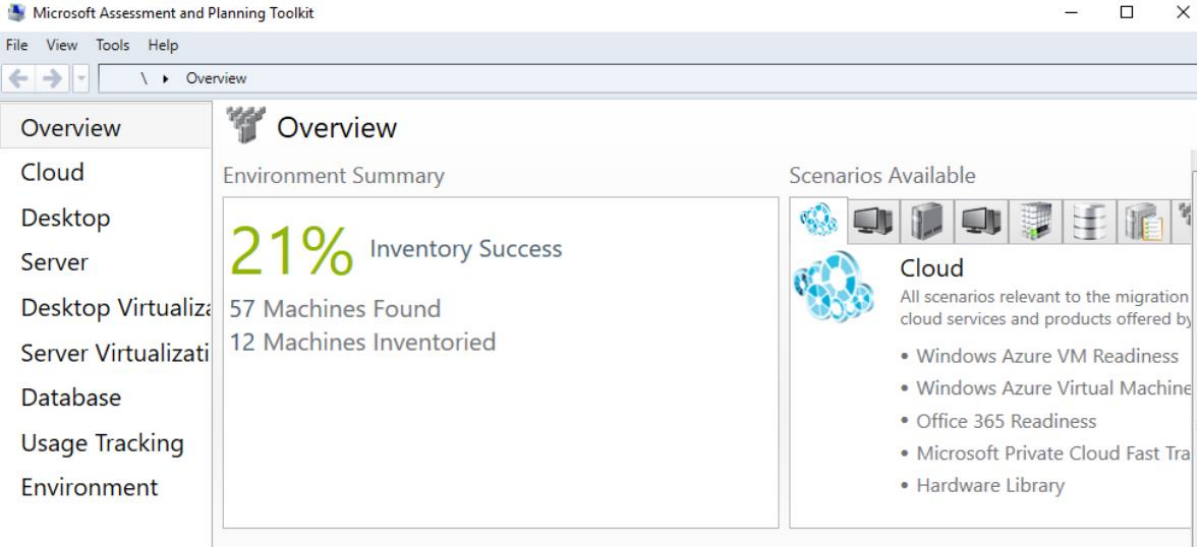 Microsoft Assessment and Planning Toolkit
File View Tools Help
\ Overview
Overview
Cloud
Desktop
Server
Desktop Virtualiza
Server Virtualizati
Database
Usage Tracking
Environment
Overview
Environment Summary
21% Inventory Success
57 Machines Found
12 Machines Inventoried
Scenarios Available
Cloud
All scenarios relevant to the migration
cloud services and products offered by
• Windows Azure VM Readiness
• Windows Azure Virtual Machine
• Office 365 Readiness
• Microsoft Private Cloud Fast Tra
• Hardware Library